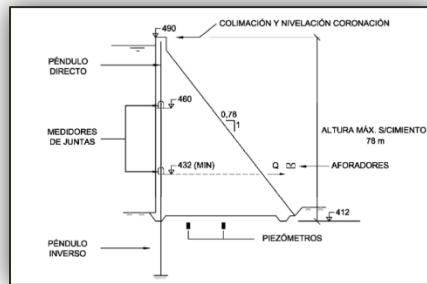 490
COLIMACIÓN Y NIVELACIÓN CORONACIÓN
PÉNDULO
DIRECTO
460
0,78
1
MEDIDORES
DE JUNTAS
ALTURA MÁX. S/CIMIENTO
78 m
432 (MIN)
Q
AFORADORES
412
PÉNDULO
INVERSO
PIEZÓMETROS